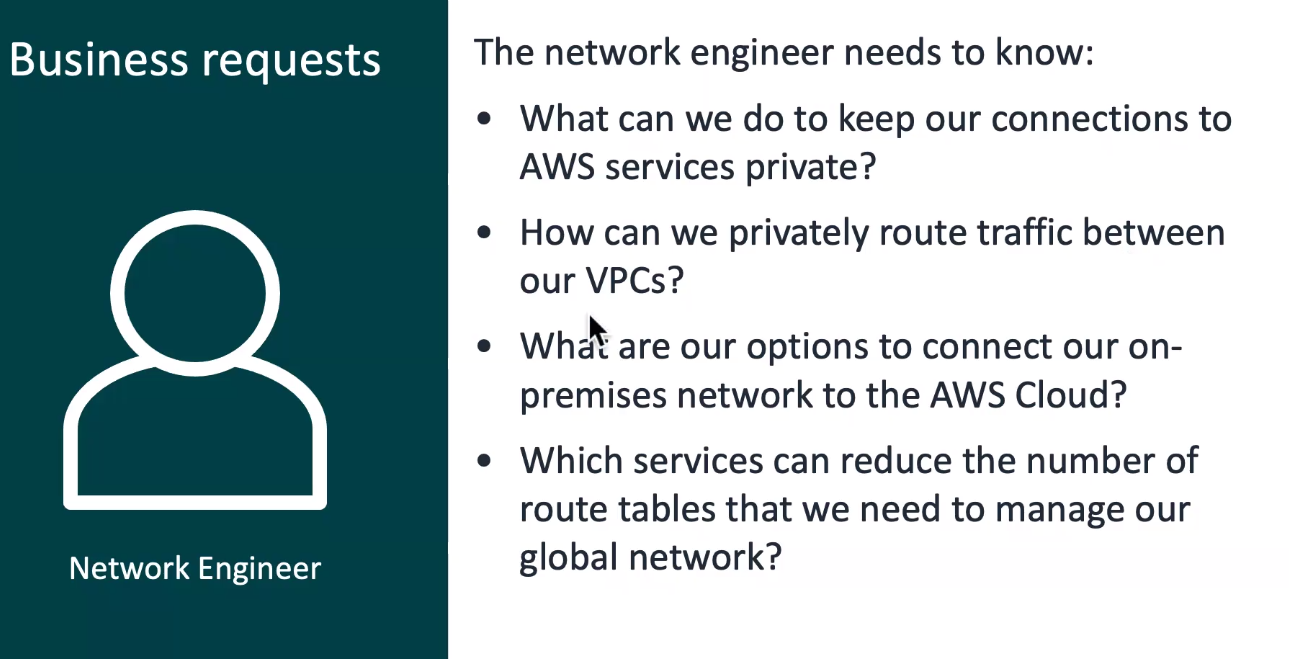 Business requests
Network Engineer
The network engineer needs to know:
• What can we do to keep our connections to
AWS services private?
• How can we privately route traffic between
our VPCs?
• What are our options to connect our on-
premises network to the AWS Cloud?
• Which services can reduce the number of
route tables that we need to manage our
global network?